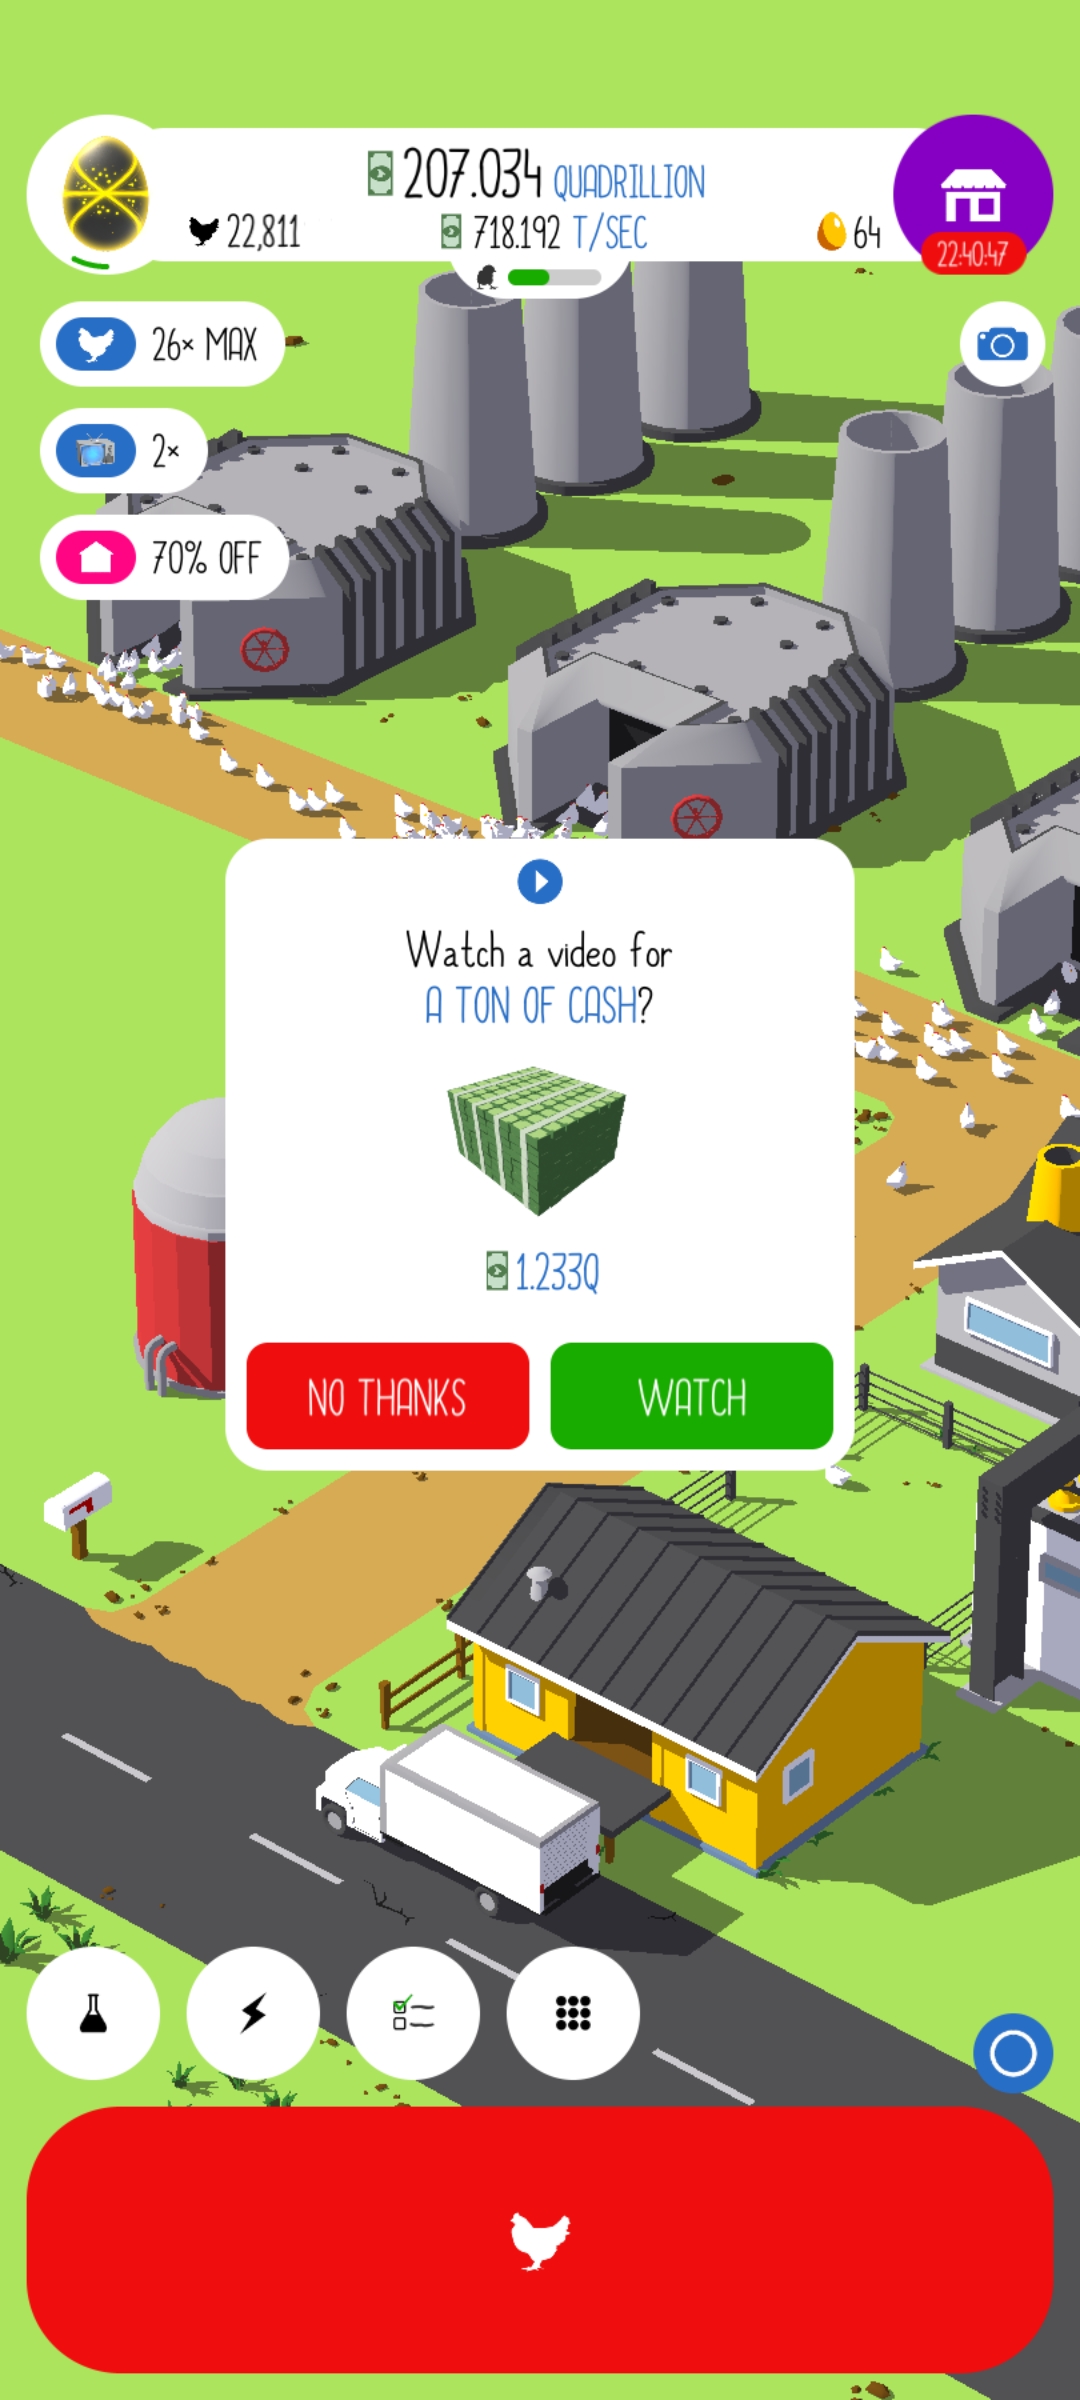 207.034 QUADRILLION
22,811
718.192 T/SEC
64
22:40:47
26× MAX
2×
70% OFF
Watch a video for
A TON OF CASH?
1.233Q
NO THANKS
WATCH